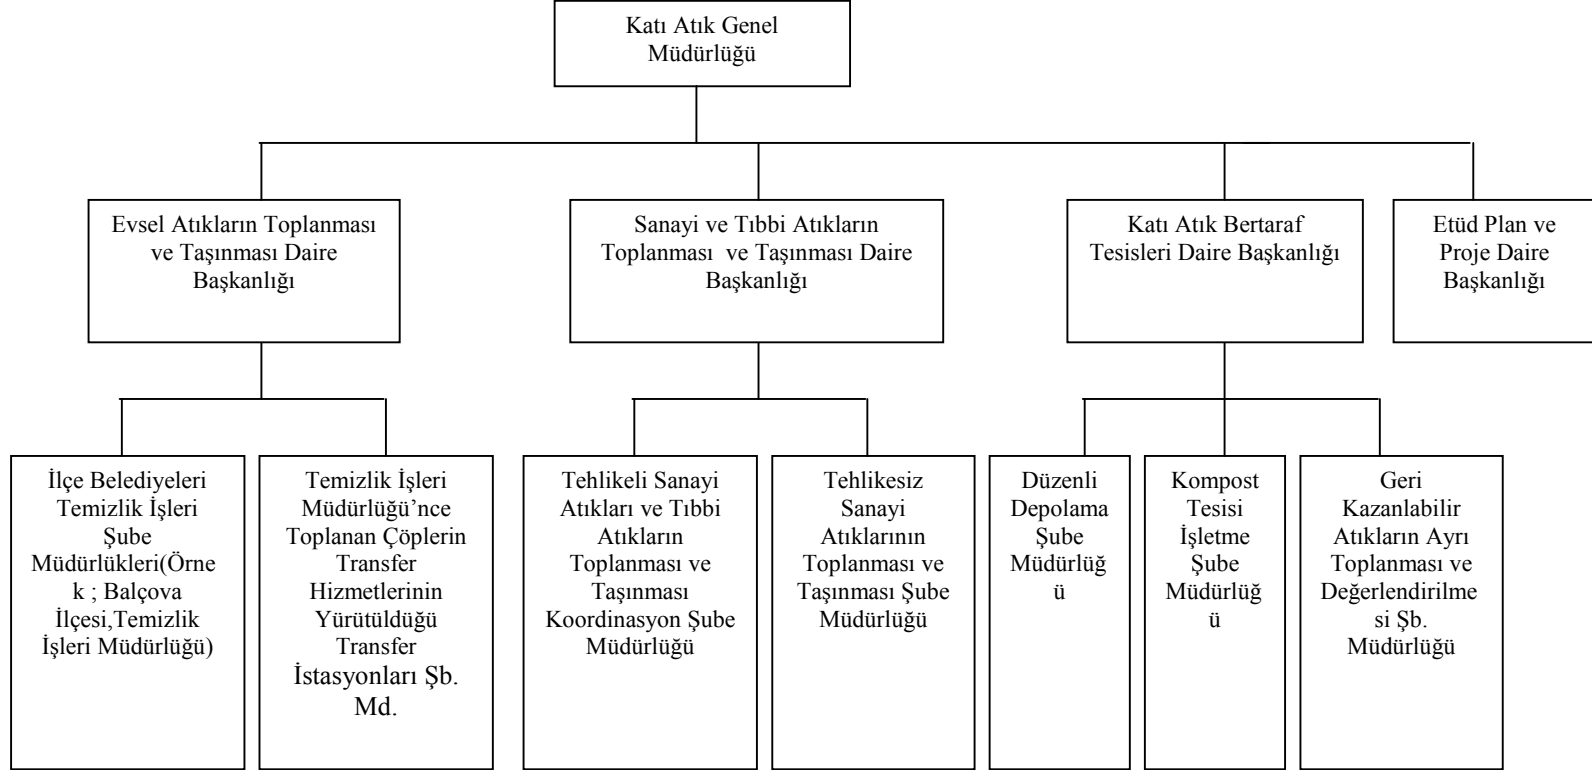 Katı Atık Genel
Müdürlüğü
Evsel Atıkların Toplanması
ve Taşınması Daire
Başkanlığı
Sanayi ve Tıbbi Atıkların
Toplanması ve Taşınması Daire
Başkanlığı
Katı Atık Bertaraf
Tesisleri Daire Başkanlığı
Etüd Plan ve
Proje Daire
Başkanlığı
İlçe Belediyeleri
Temizlik İşleri
Şube
Müdürlükleri(Örne
k ; Balçova
İlçesi,Temizlik
İşleri Müdürlüğü)
Temizlik İşleri
Müdürlüğü’nce
Toplanan Çöplerin
Transfer
Hizmetlerinin
Yürütüldüğü
Transfer
İstasyonları Şb.
Md.
Tehlikeli Sanayi
Atıkları ve Tıbbi
Atıkların
Toplanması ve
Taşınması
Koordinasyon Şube
Müdürlüğü
Tehlikesiz
Sanayi
Atıklarının
Toplanması ve
Taşınması Şube
Müdürlüğü
Düzenli
Depolama
Şube
Müdürlüğ
ü
Kompost
Tesisi
İşletme
Şube
Müdürlüğ
ü
Geri
Kazanlabilir
Atıkların Ayrı
Toplanması ve
Değerlendirilme
si Şb.
Müdürlüğü